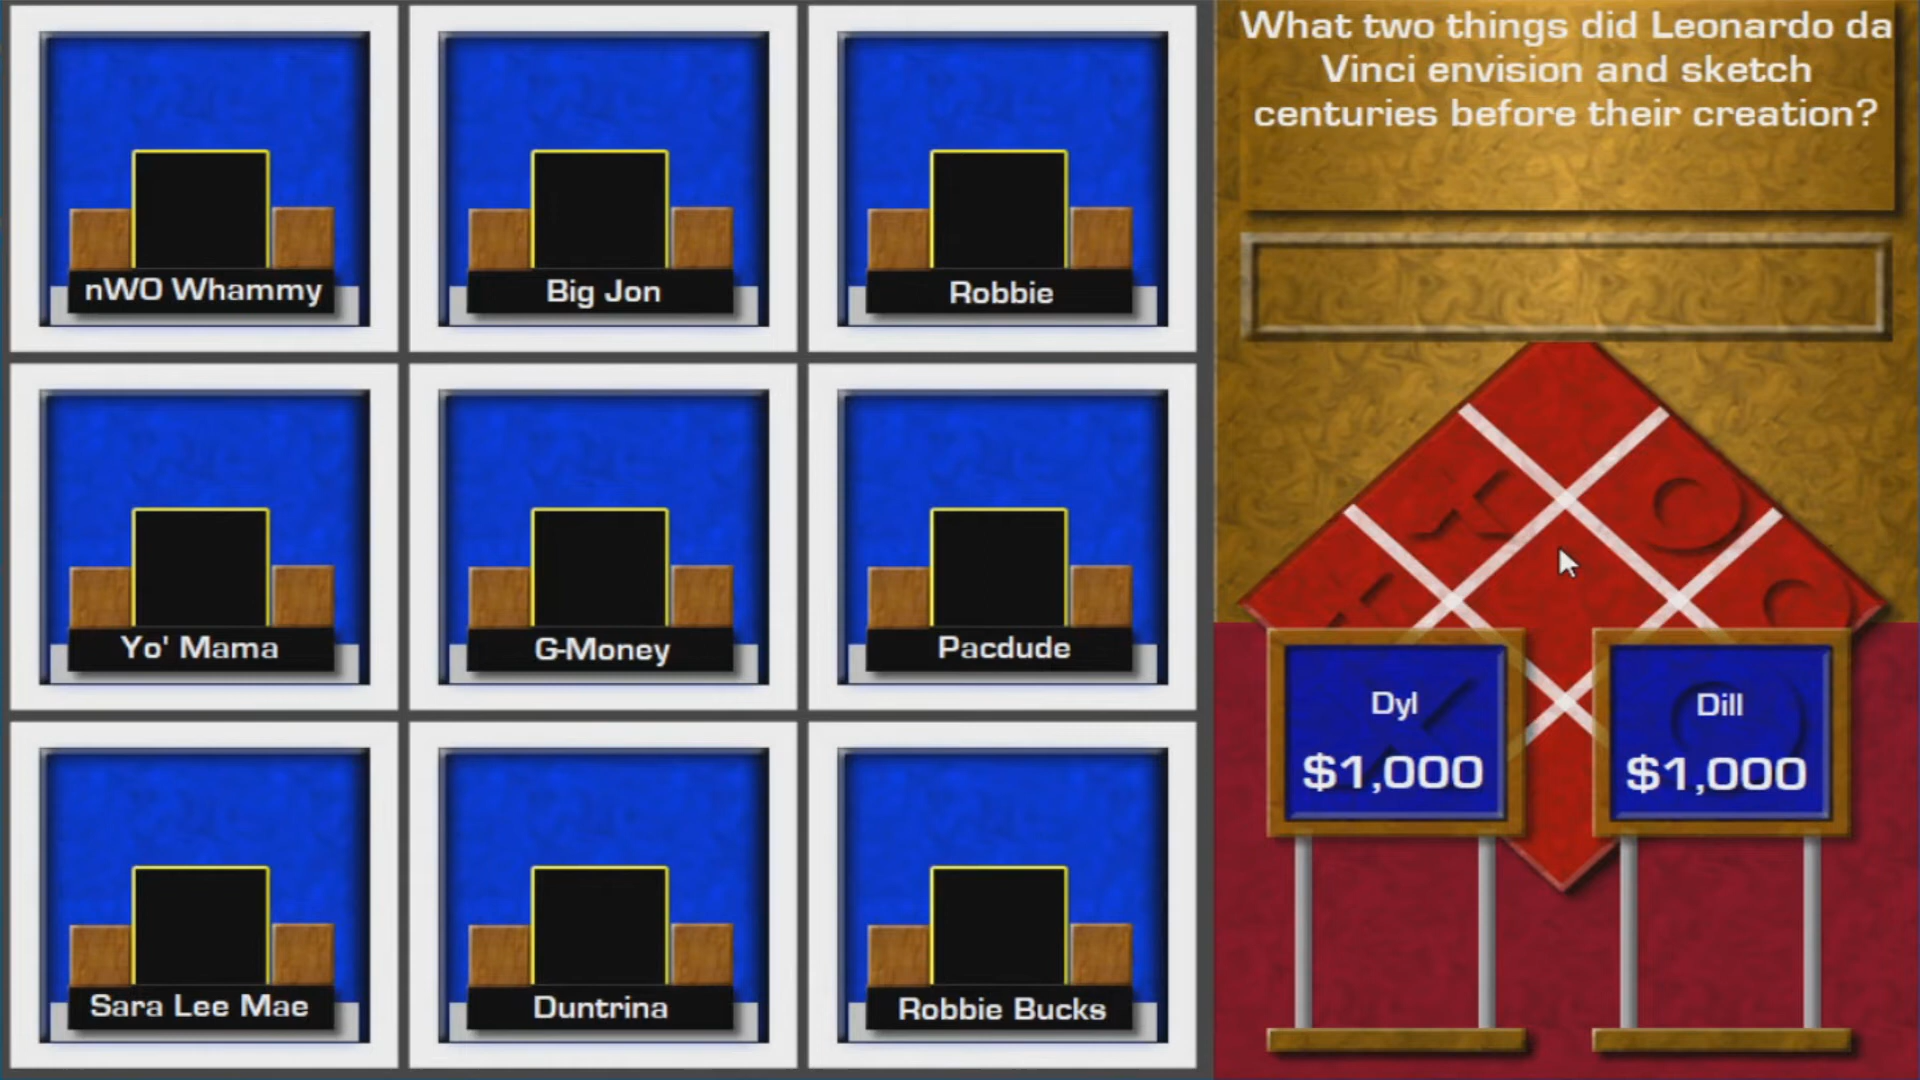 What two things did Leonardo da
Vinci envision and sketch
centuries before their creation?
nWO Whammy
Big Jon
Robbie
Yo' Mama
G-Money
Pacdude
Dyl
$1,000
Dill
$1,000
Sara Lee Mae
Duntrina
Robbie Bucks